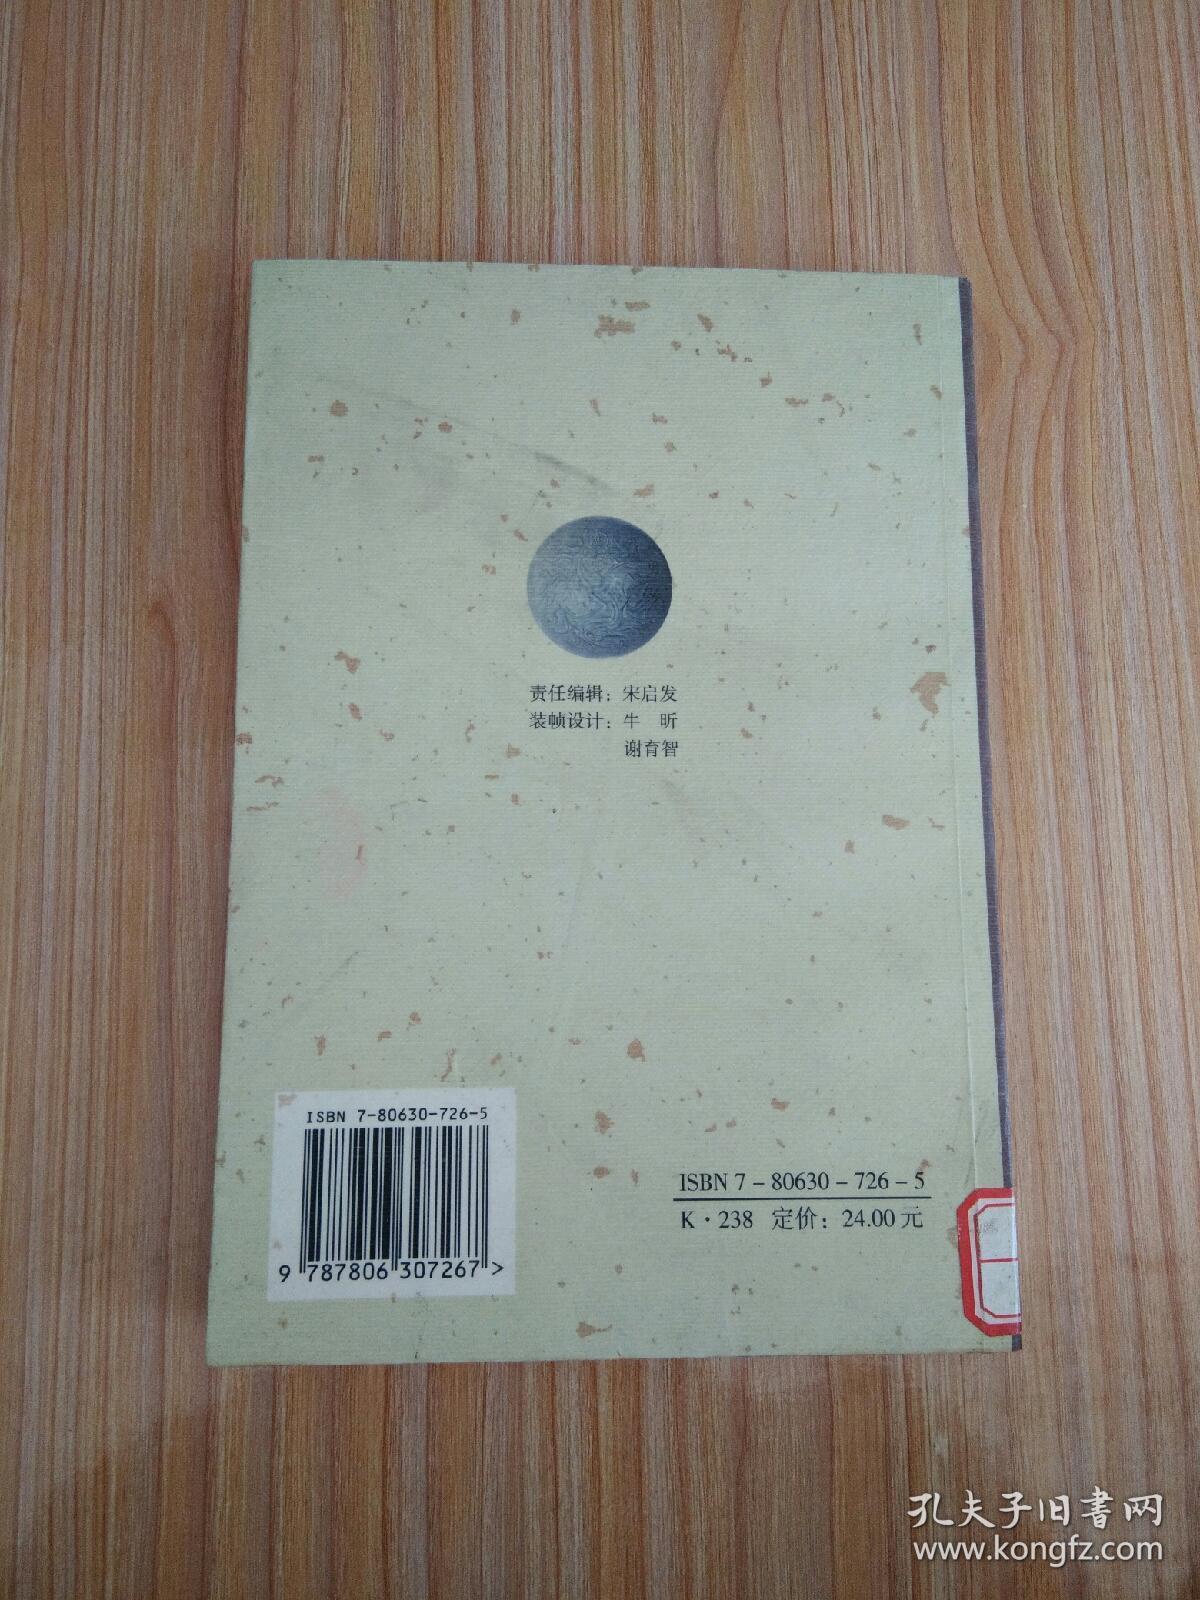 责任编辑：宋启发
装帧设计：牛　昕
谢育智
ISBN 7-80630-726-5
9 787806 307267 >
ISBN 7 - 80630 - 726 - 5
K · 238 定价：24.00 元
孔夫子旧书网
www.kongfz.com